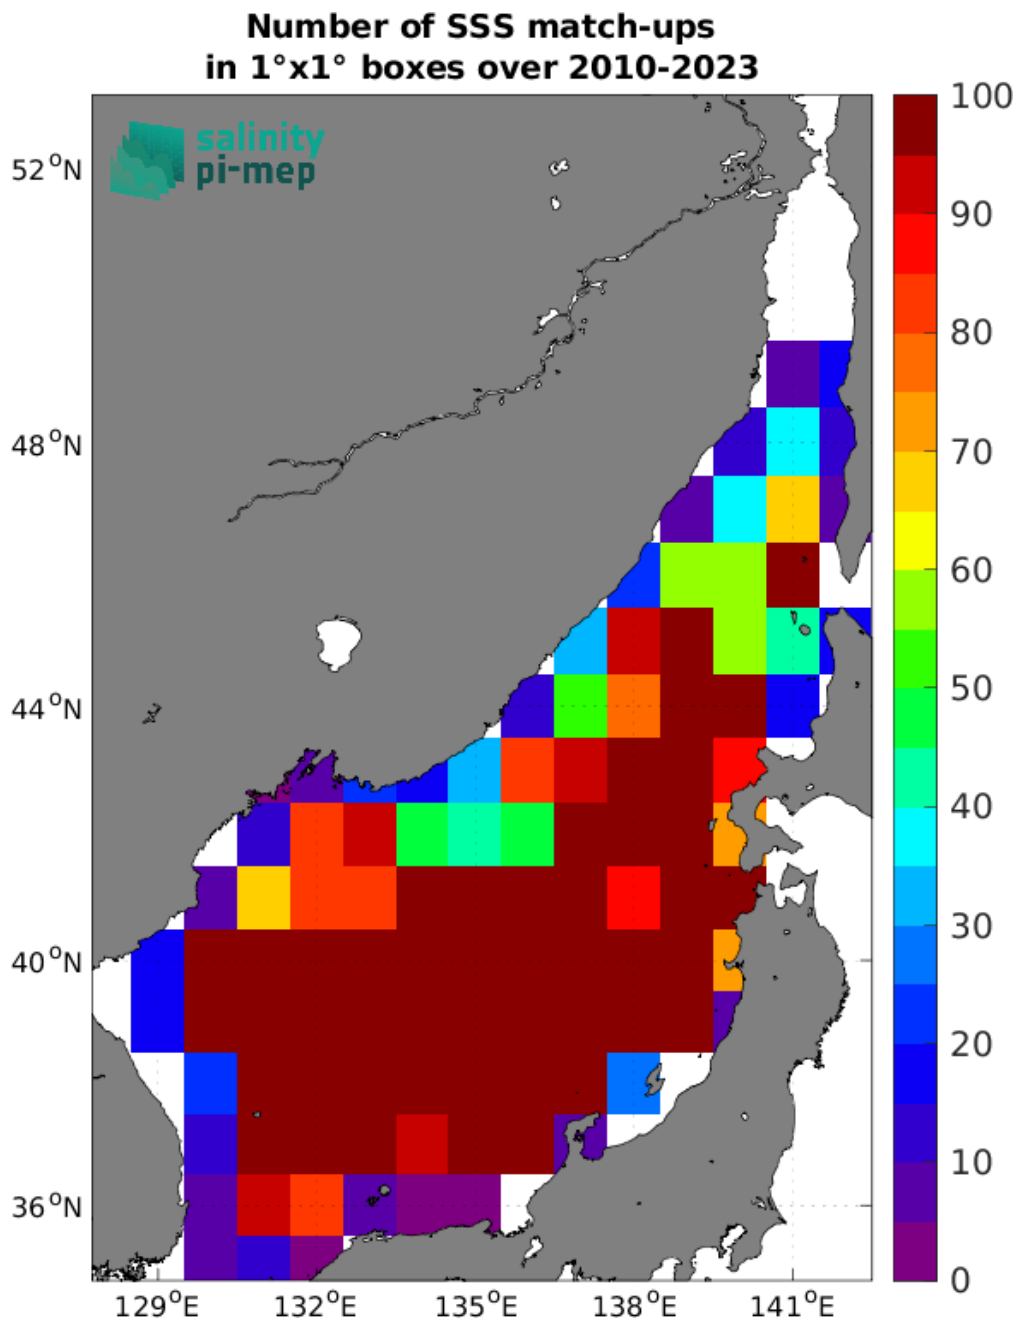 Number of SSS match-ups
in 1°x1° boxes over 2010-2023
salinity
pi-mep
52°N
48°N
44°N
40°N
36°N
129°E 132°E 135°E 138°E 141°E
100
90
80
70
60
50
40
30
20
10
0